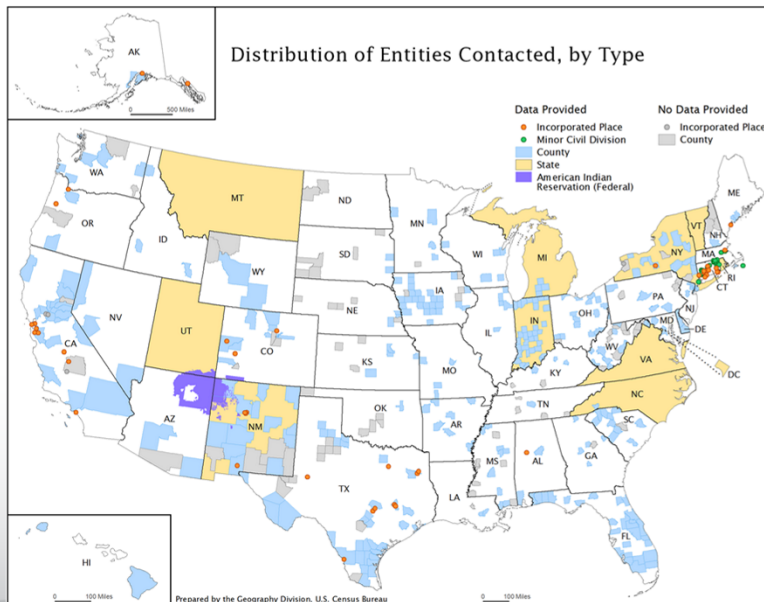 Distribution of Entities Contacted, by Type
AK
0 500 Miles
Data Provided
Incorporated Place
Minor Civil Division
County
State
American Indian
Reservation (Federal)
No Data Provided
Incorporated Place
County
WA
MT
ND
MN
ME
OR
ID
WY
SD
WI
MI
NY
VT
NH
MA
RI
CT
NV
UT
CO
NE
IA
IL
IN
OH
PA
NJ
MD
DE
WV
VA
DC
CA
AZ
NM
KS
OK
MO
KY
TN
NC
SC
AR
MS
AL
GA
TX
LA
FL
HI
0 100 Miles
0 100 Miles
Prepared by the Geography Division, U.S. Census Bureau